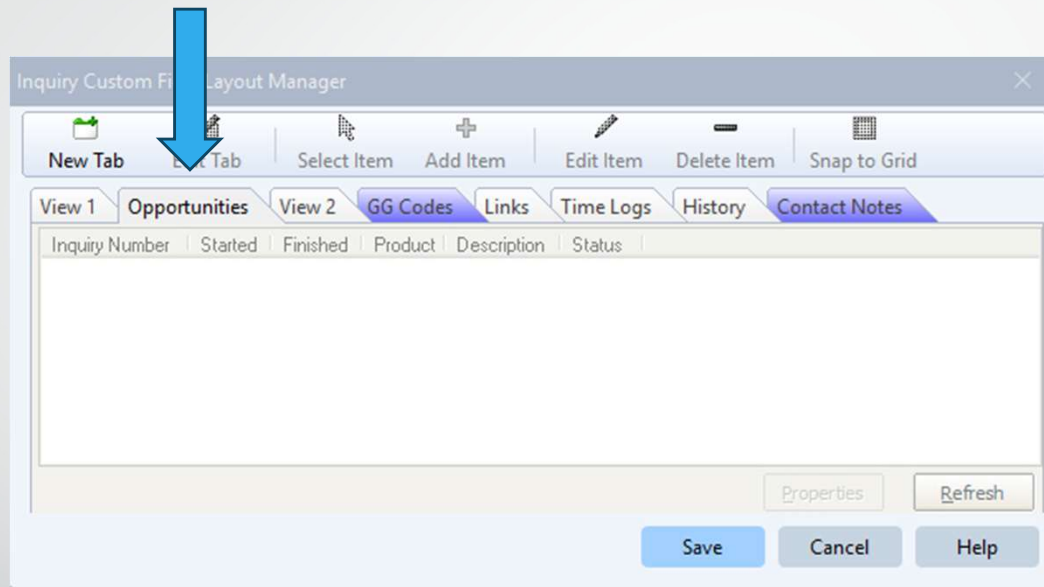 Inquiry Custom Layout Manager
New Tab Tab Select Item Add Item Edit Item Delete Item Snap to Grid
View 1 Opportunities View 2 GG Codes Links Time Logs History Contact Notes
Inquiry Number Started Finished Product Description Status
Properties Refresh
Save Cancel Help